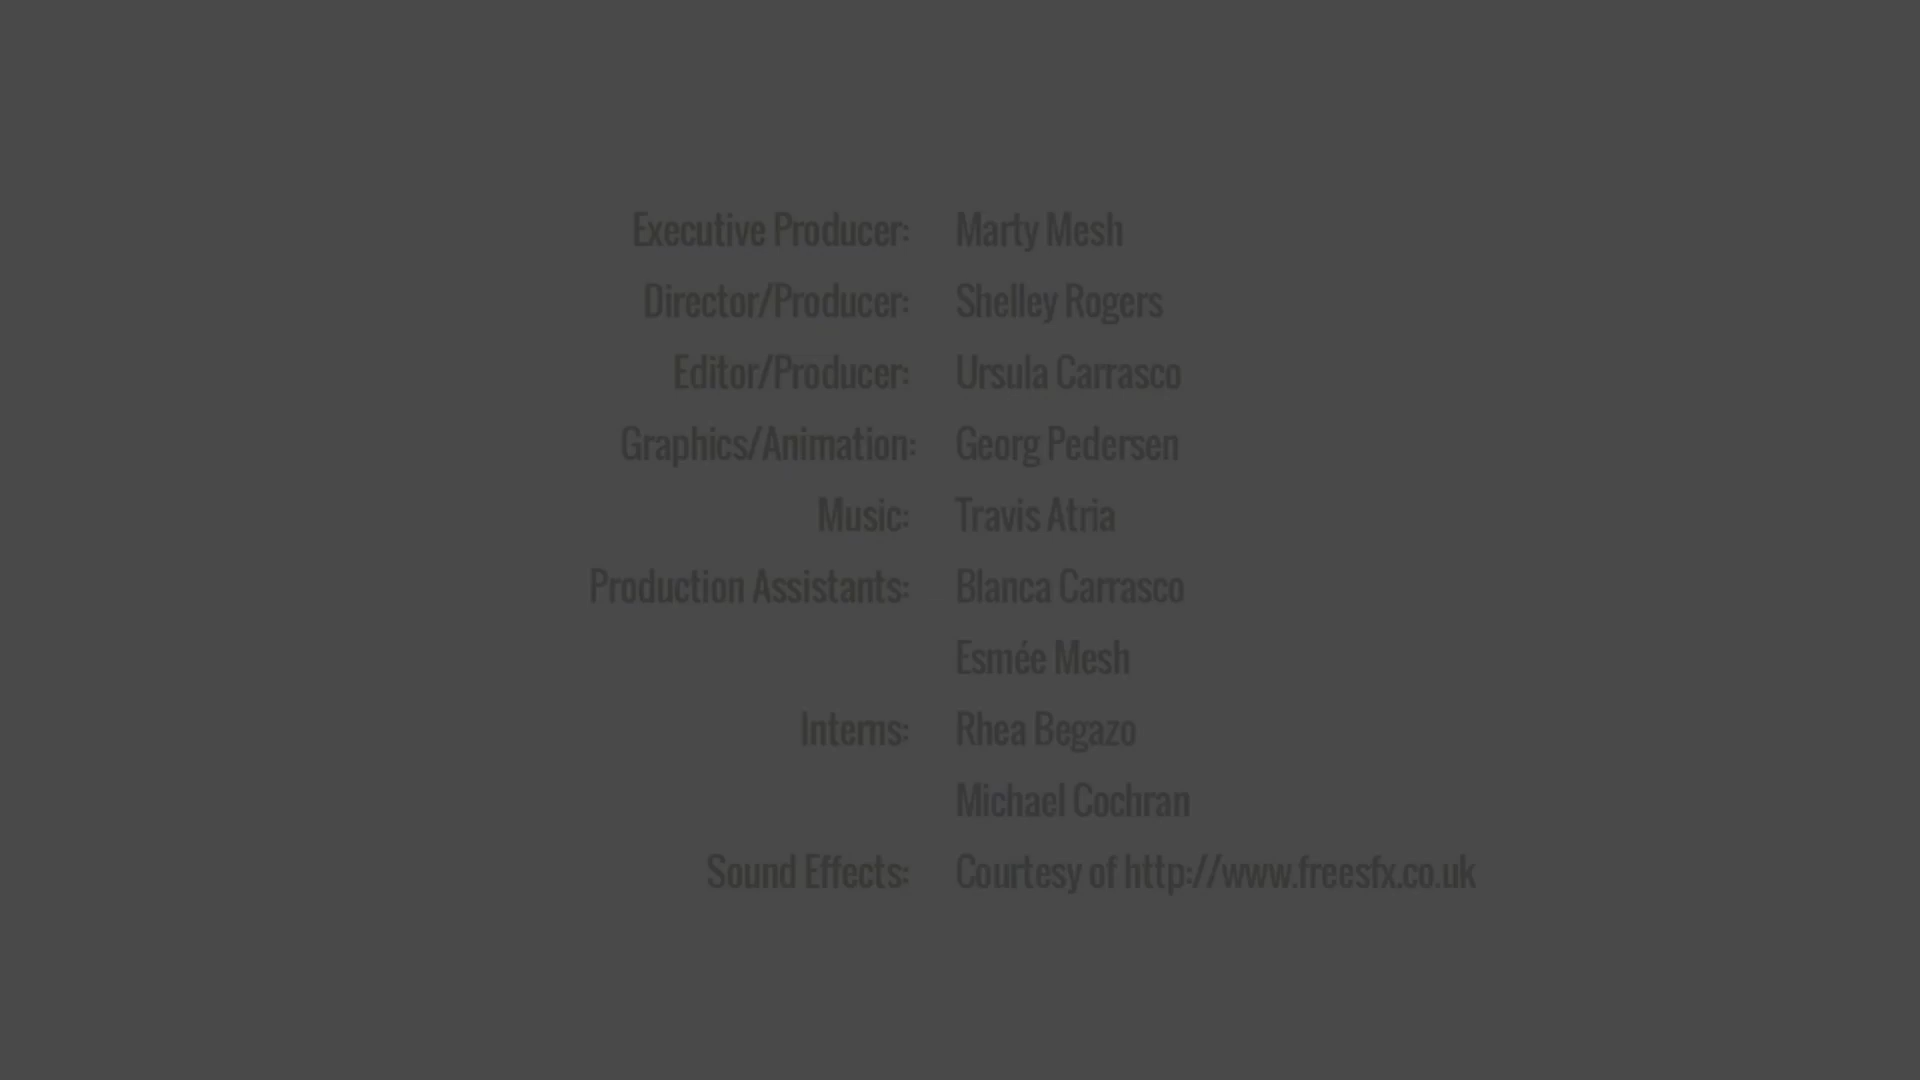 Executive Producer: Marty Mesh
Director/Producer: Shelley Rogers
Editor/Producer: Ursula Carrasco
Graphics/Animation: Georg Pedersen
Music: Travis Atria
Production Assistants: Blanca Carrasco
Esmée Mesh
Interns: Rhea Begazo
Michael Cochran
Sound Effects: Courtesy of http://www.freesfx.co.uk